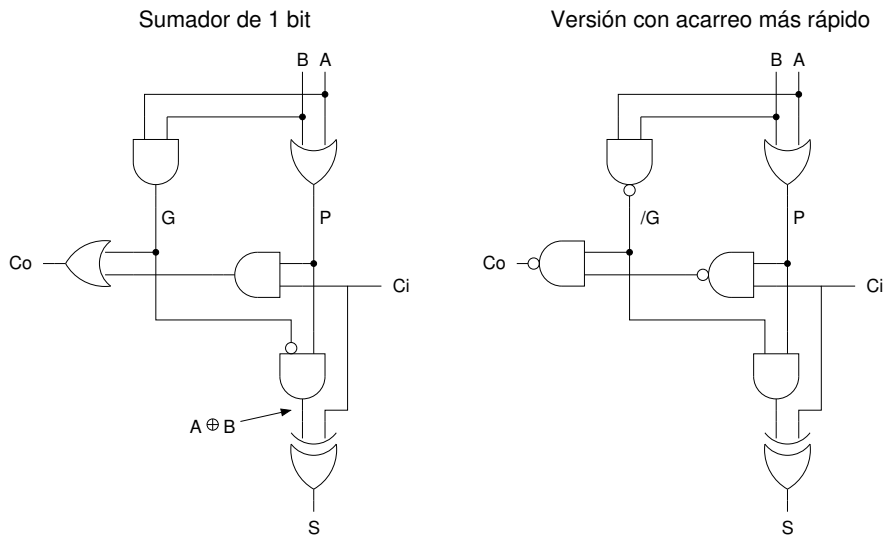 Sumador de 1 bit
B A
G
P
Co
Ci
A ⊕ B
S
Versión con acarreo más rápido
B A
/G
P
Co
Ci
S